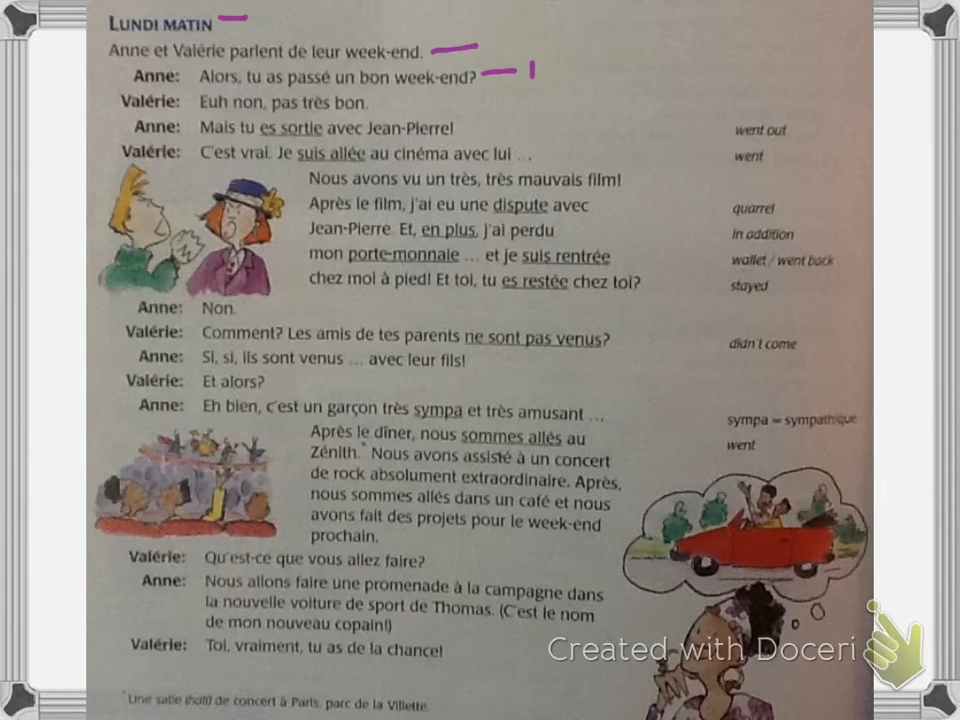 LUNDI MATIN
Anne et Valérie parlent de leur week-end.
Anne: Alors, tu as passé un bon week-end?
Valérie: Euh non, pas très bon.
Anne: Mais tu es sortie avec Jean-Pierre! went out
Valérie: C'est vrai. Je suis allée au cinéma avec lui ... went
Nous avons vu un très, très mauvais film!
Après le film, j'ai eu une dispute avec quarrel
Jean-Pierre. Et, en plus, j'ai perdu in addition
mon porte-monnaie ... et je suis rentrée wallet / went back
chez moi à pied! Et toi, tu es restée chez toi? stayed
Anne: Non.
Valérie: Comment? Les amis de tes parents ne sont pas venus? didn't come
Anne: Si, si, ils sont venus ... avec leur fils!
Valérie: Et alors?
Anne: Eh bien, c'est un garçon très sympa et très amusant ... sympa = sympathique
Après le dîner, nous sommes allés au went
Zénith.* Nous avons assisté à un concert
de rock absolument extraordinaire. Après,
nous sommes allés dans un café et nous
avons fait des projets pour le week-end
prochain.
Valérie: Qu'est-ce que vous allez faire?
Anne: Nous allons faire une promenade à la campagne dans
la nouvelle voiture de sport de Thomas. (C'est le nom
de mon nouveau copain!)
Valérie: Toi, vraiment, tu as de la chance!
Created with Doceri
*Une salle (hall) de concert à Paris, parc de la Villette.